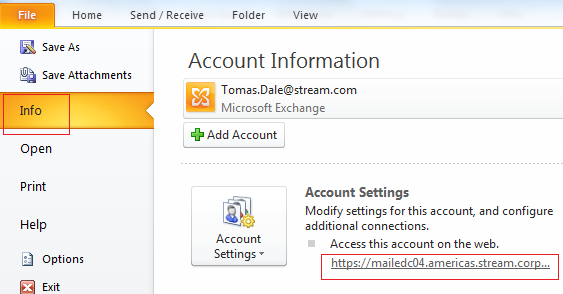 File Home Send / Receive Folder View
Save As
Save Attachments
Info
Open
Print
Help
Options
Exit
Account Information
Tomas.Dale@stream.com
Microsoft Exchange
Add Account
Account
Settings
Account Settings
Modify settings for this account, and configure
additional connections.
Access this account on the web.
https://mailedc04.americas.stream.corp...